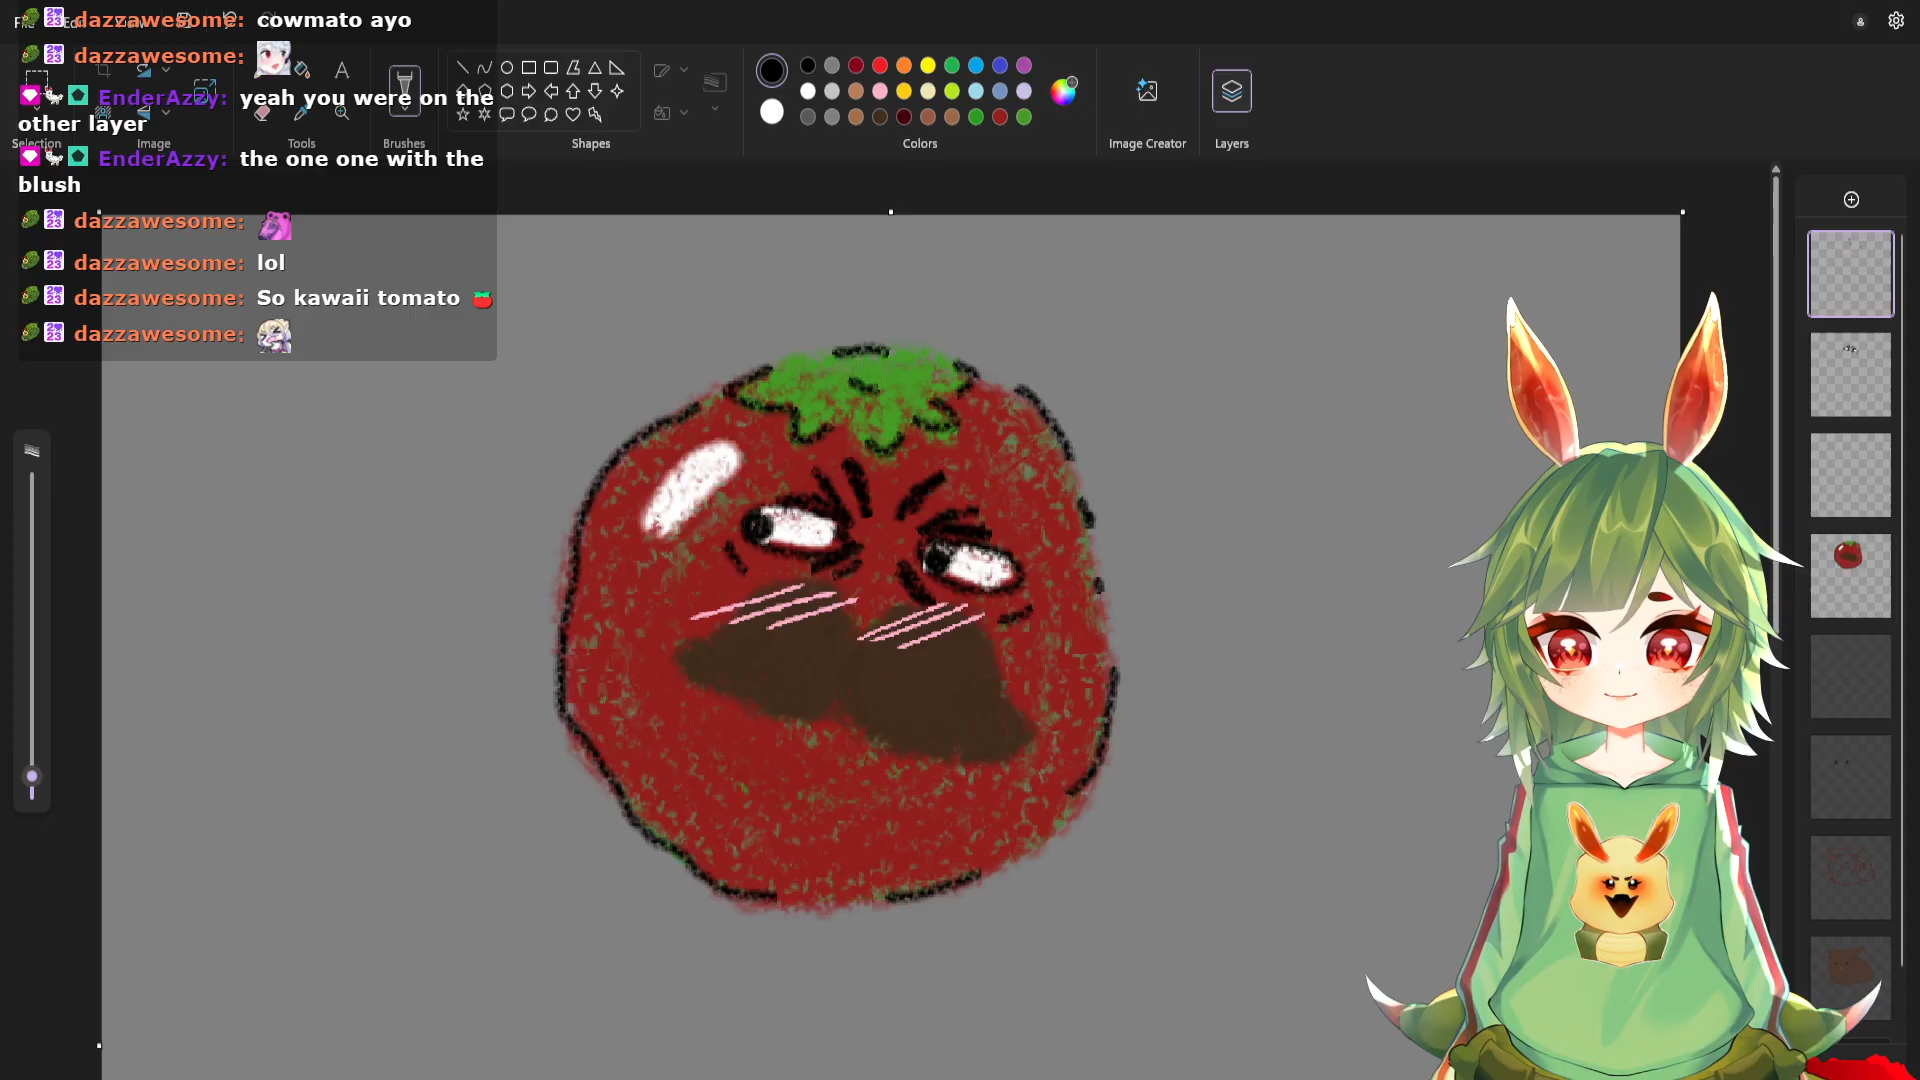 dazzawesome: cowmato ayo
dazzawesome:
EnderAzzy: yeah you were on the
other layer
EnderAzzy: the one one with the
blush
dazzawesome:
dazzawesome: lol
dazzawesome: So kawaii tomato
dazzawesome:
Selection
Image
Tools
Brushes
Shapes
Colors
Image Creator
Layers